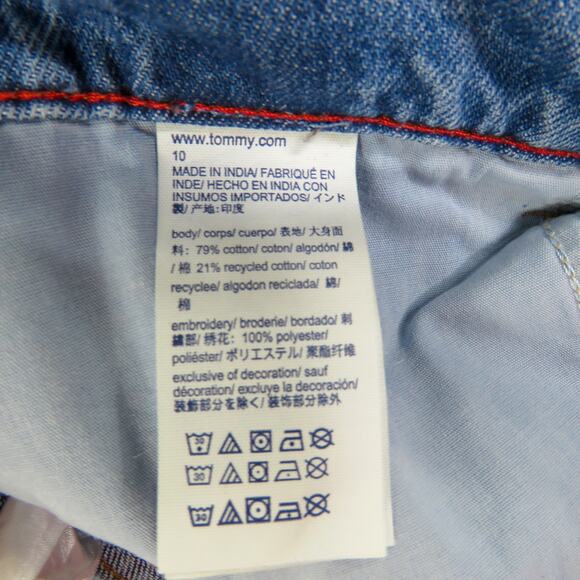 www.tommy.com
10
MADE IN INDIA/ FABRIQUÉ EN
INDE/ HECHO EN INDIA CON
INSUMOS IMPORTADOS/ インド
製/ 产地:印度
body/ corps/ cuerpo/ 表地/ 大身面
料: 79% cotton/ coton/ algodón/ 綿
/ 棉 21% recycled cotton/ coton
recyclee/ algodon reciclada/ 綿/
棉
embroidery/ broderie/ bordado/ 刺
繍部/ 绣花: 100% polyester/
poliéster/ ポリエステル/ 聚酯纤维
exclusive of decoration/ sauf
décoration/ excluye la decoración/
装飾部分を除く/ 装饰部分除外
30
30
30